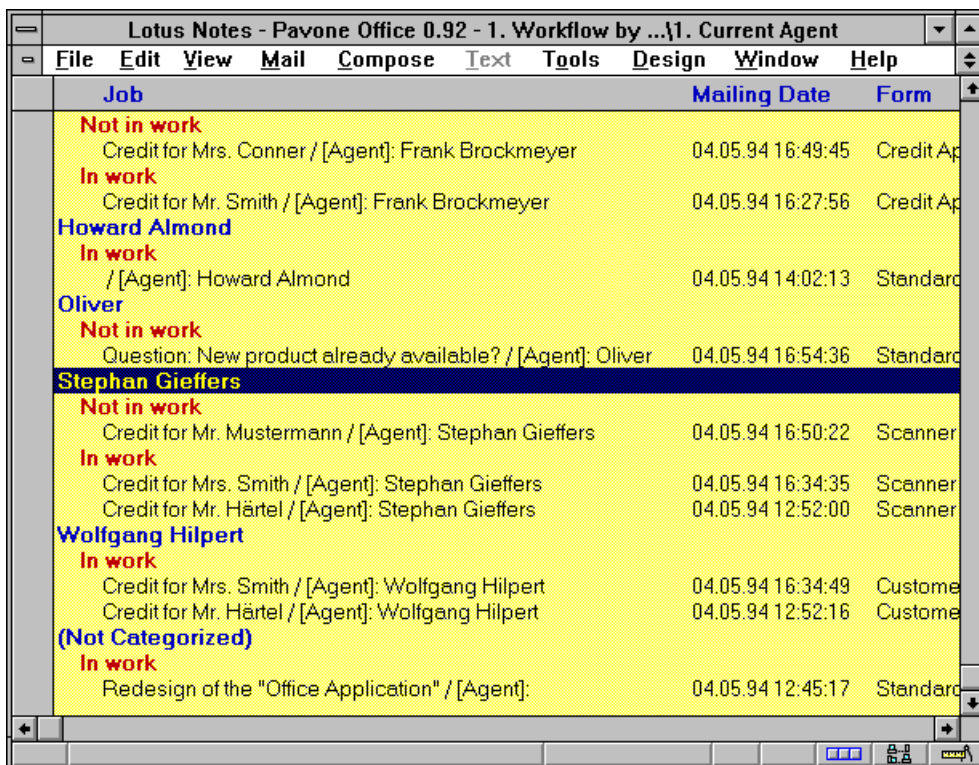 Lotus Notes - Pavone Office 0.92 - 1. Workflow by ...\1. Current Agent
File Edit View Mail Compose Text Tools Design Window Help
Job Mailing Date Form
Not in work
Credit for Mrs. Conner / [Agent]: Frank Brockmeyer 04.05.94 16:49:45 Credit Ap
In work
Credit for Mr. Smith / [Agent]: Frank Brockmeyer 04.05.94 16:27:56 Credit Ap
Howard Almond
In work
/ [Agent]: Howard Almond 04.05.94 14:02:13 Standard
Oliver
Not in work
Question: New product already available? / [Agent]: Oliver 04.05.94 16:54:36 Standard
Stephan Gieffers
Not in work
Credit for Mr. Mustermann / [Agent]: Stephan Gieffers 04.05.94 16:50:22 Scanner
In work
Credit for Mrs. Smith / [Agent]: Stephan Gieffers 04.05.94 16:34:35 Scanner
Credit for Mr. Härtel / [Agent]: Stephan Gieffers 04.05.94 12:52:00 Scanner
Wolfgang Hilpert
In work
Credit for Mrs. Smith / [Agent]: Wolfgang Hilpert 04.05.94 16:34:49 Custome
Credit for Mr. Härtel / [Agent]: Wolfgang Hilpert 04.05.94 12:52:16 Custome
(Not Categorized)
In work
Redesign of the "Office Application" / [Agent]: 04.05.94 12:45:17 Standard